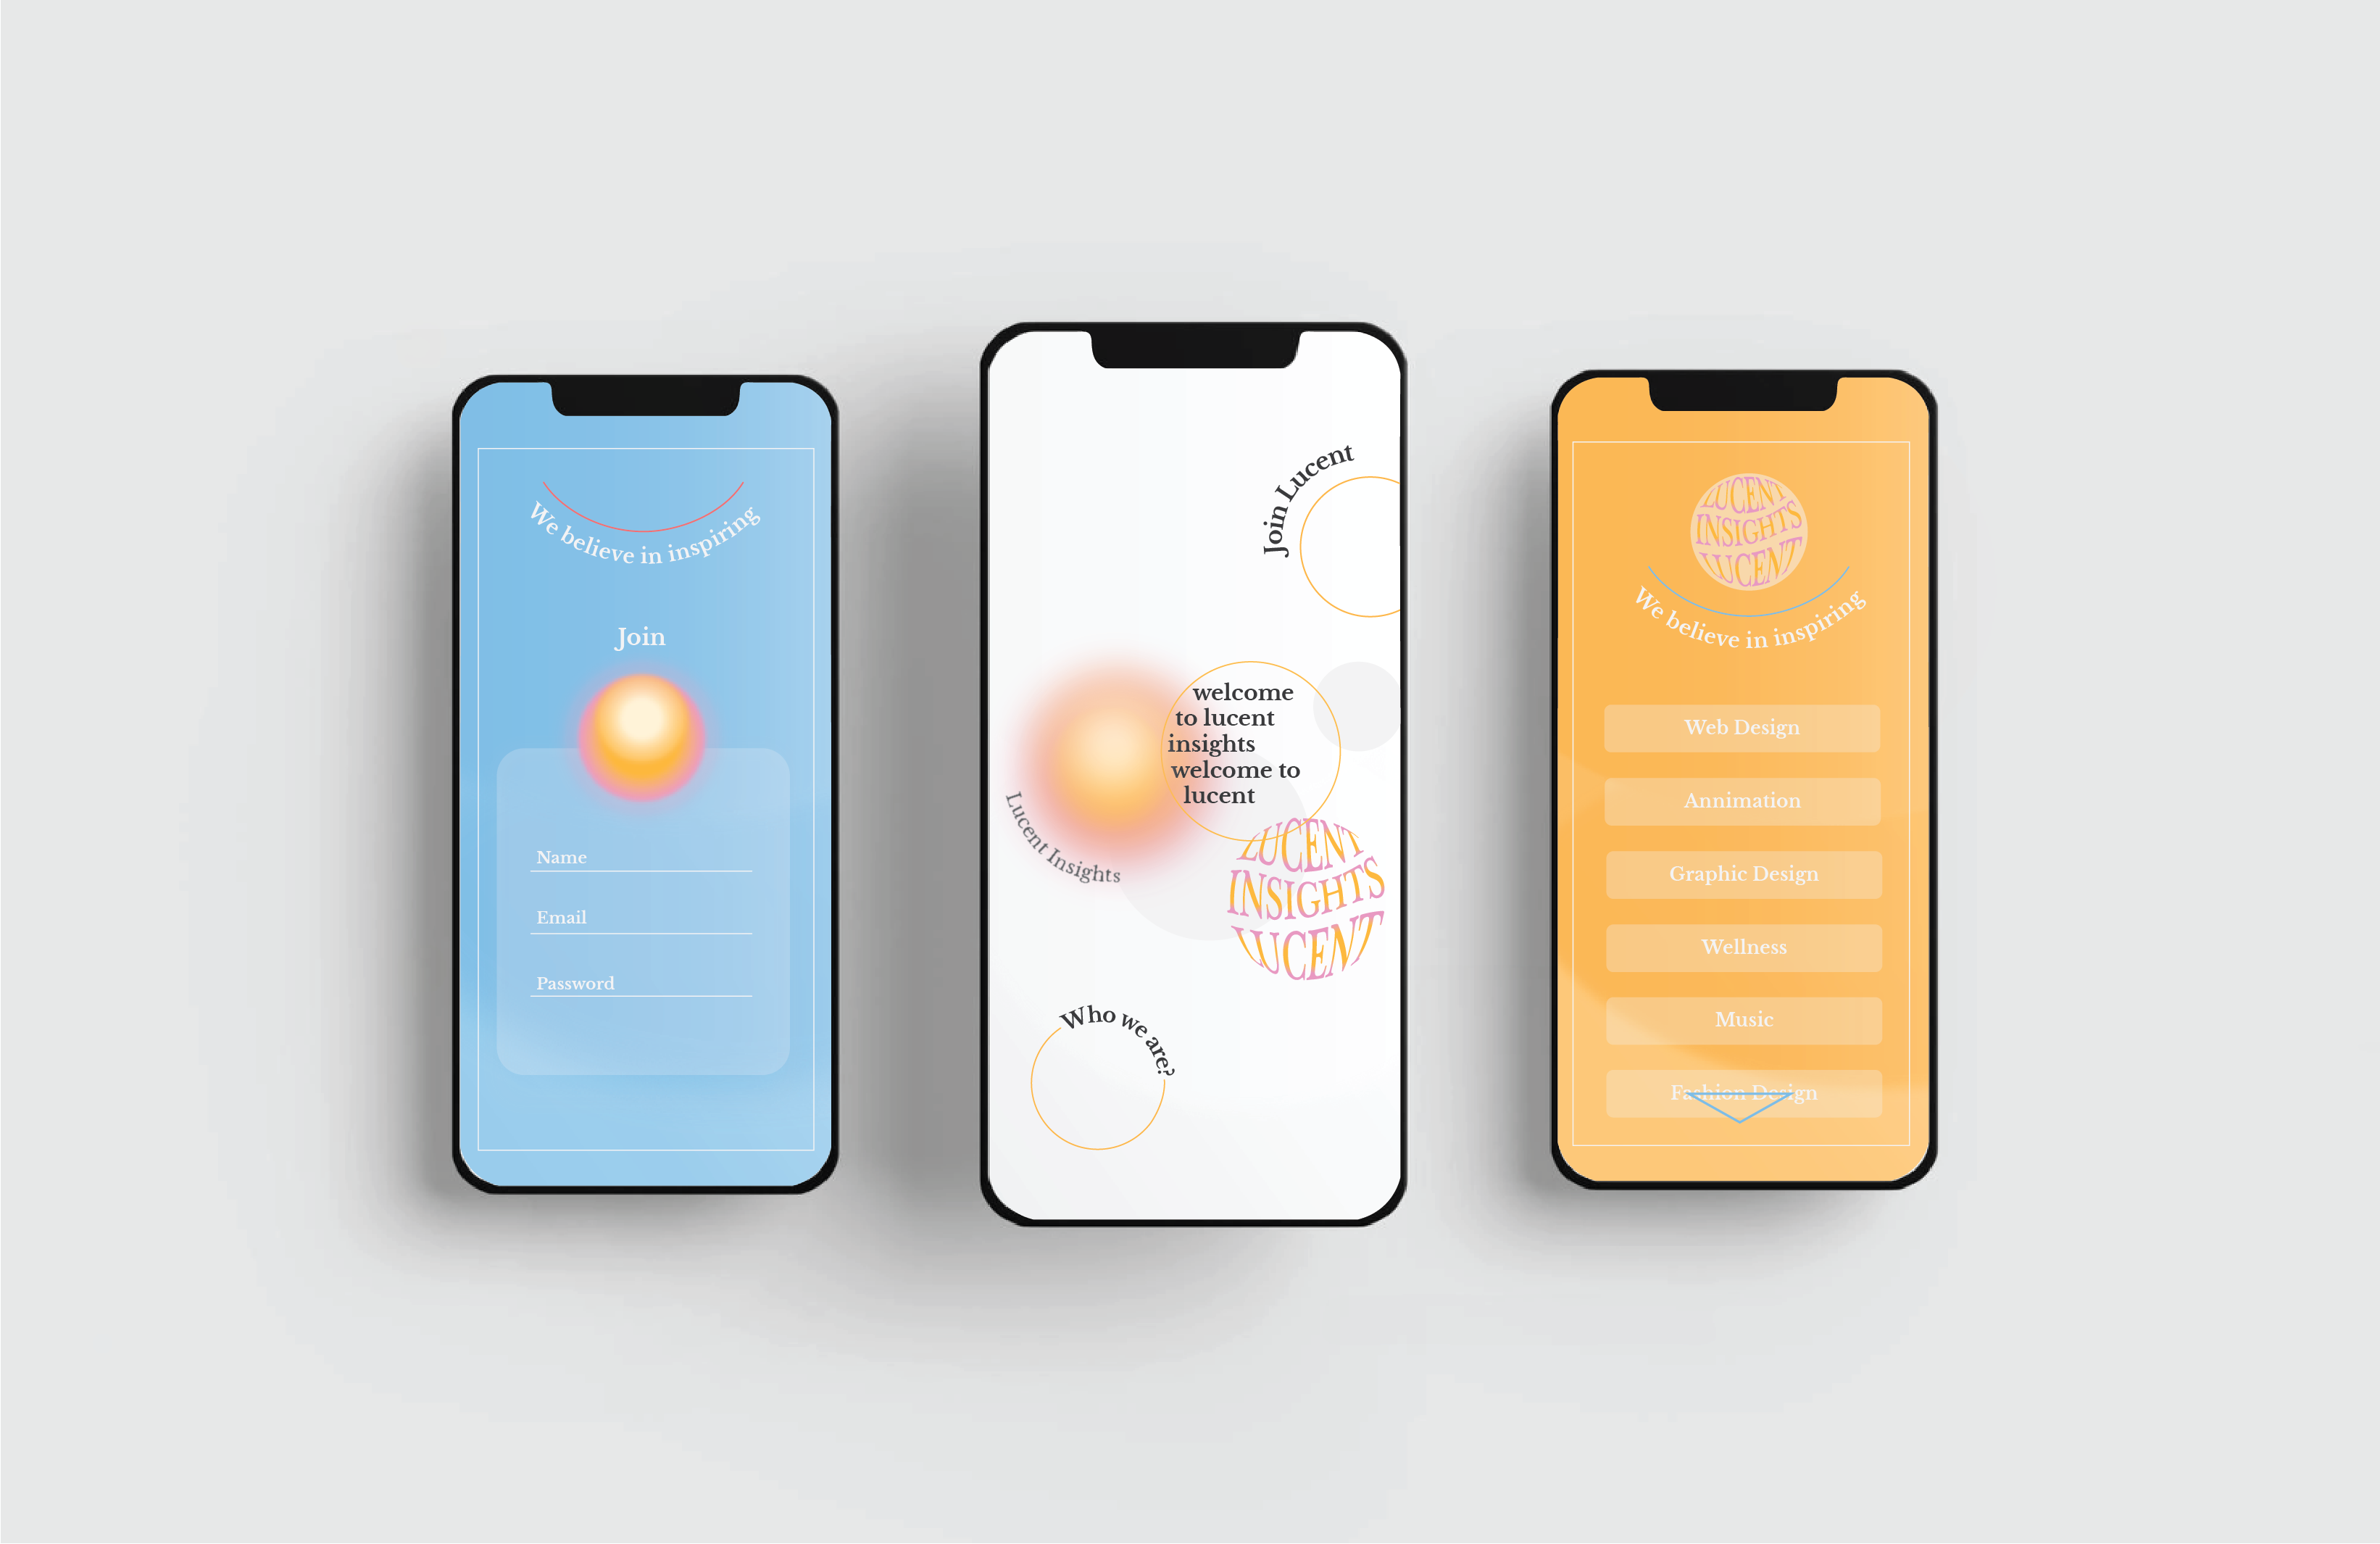 We believe in inspiring
Join
Name
Email
Password
Join Lucent
welcome
to lucent
insights
welcome to
lucent
Lucent Insights
LUCENT
INSIGHTS
LUCENT
Who we are?
LUCENT
INSIGHTS
LUCENT
We believe in inspiring
Web Design
Annimation
Graphic Design
Wellness
Music
Fashion Design